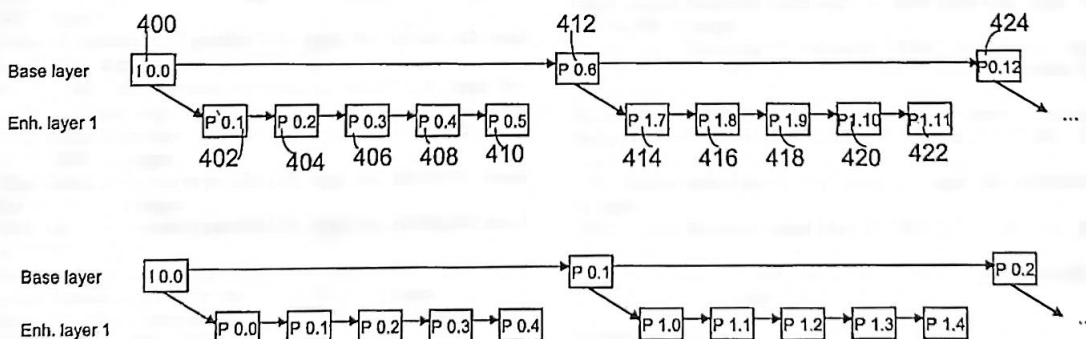 400 412 424
Base layer I 0.0 P 0.6 P0.12
Enh. layer 1 P`0.1 P 0.2 P 0.3 P 0.4 P 0.5 P 1.7 P 1.8 P 1.9 P1.10 P1.11 ...
402 404 406 408 410 414 416 418 420 422
Base layer I 0.0 P 0.1 P 0.2
Enh. layer 1 P 0.0 P 0.1 P 0.2 P 0.3 P 0.4 P 1.0 P 1.1 P 1.2 P 1.3 P 1.4 ...